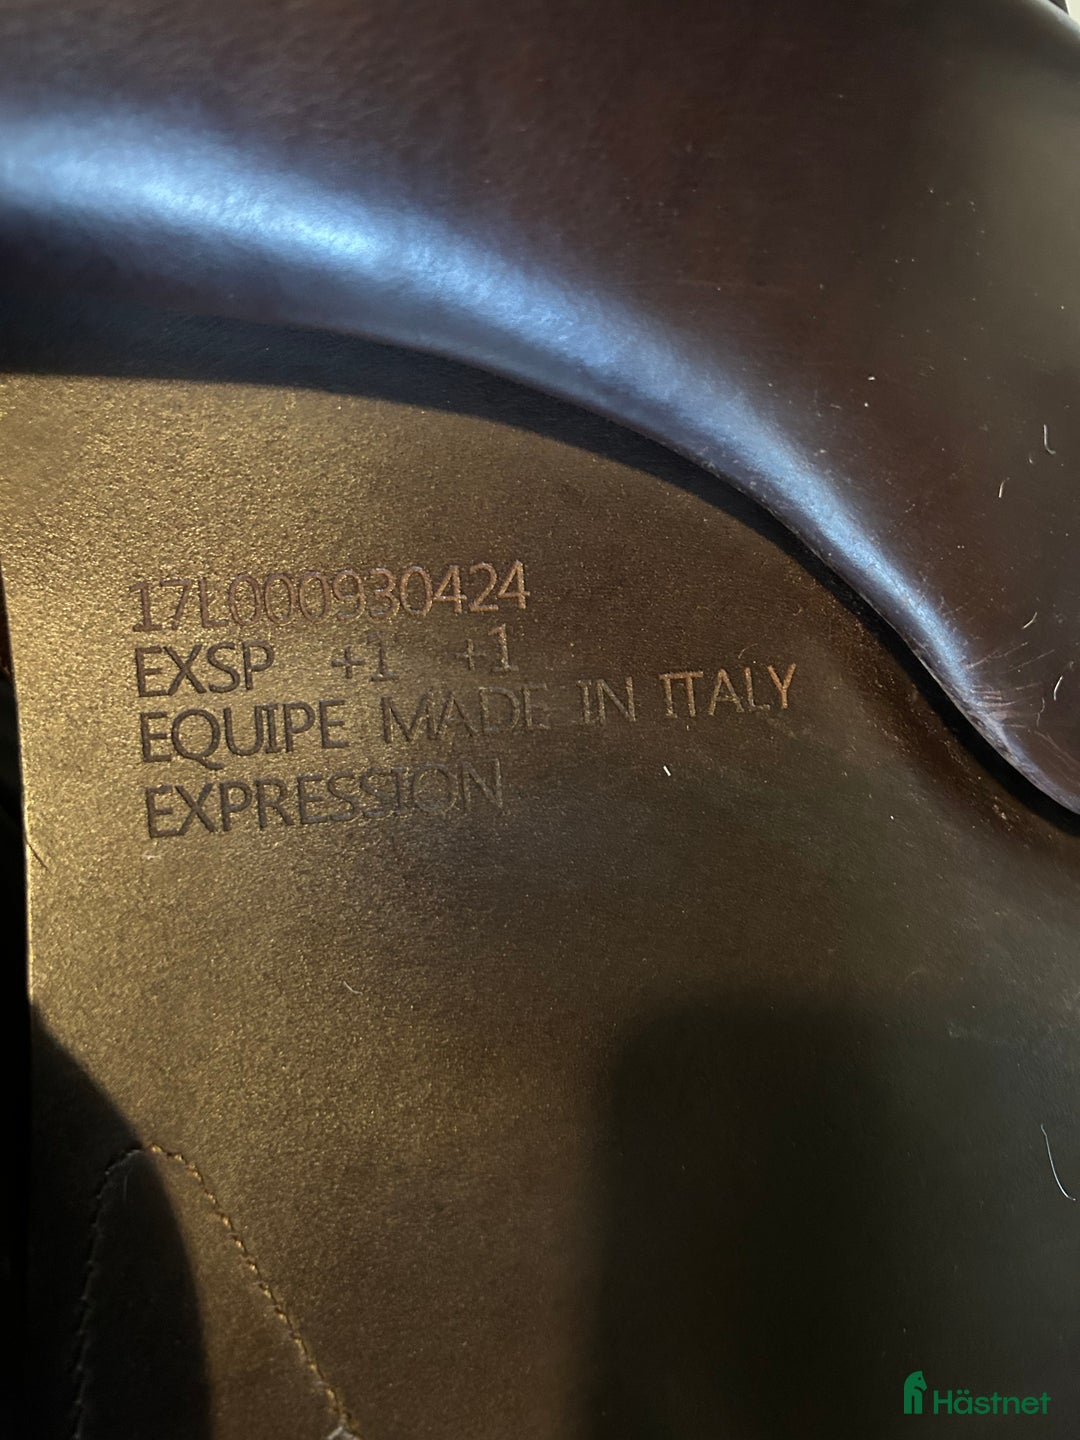 17L000930424
EXSP +1 +1
EQUIPE MADE IN ITALY
EXPRESSION
Hästnet